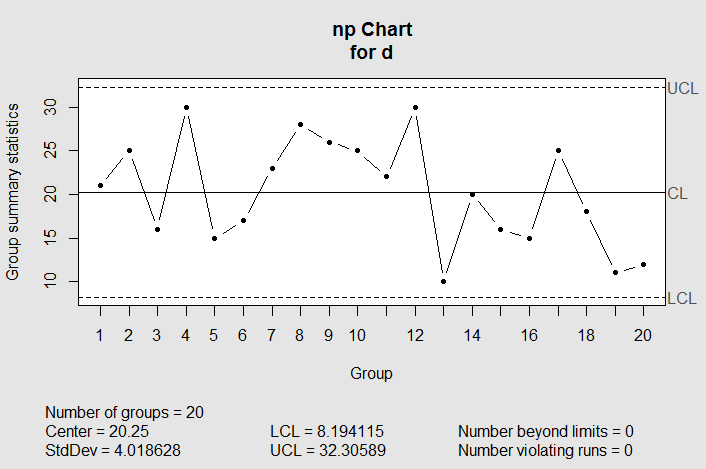 np Chart
for d
Group summary statistics
30
25
20
15
10
UCL
CL
LCL
1 2 3 4 5 6 7 8 9 10 12 14 16 18 20
Group
Number of groups = 20
Center = 20.25 LCL = 8.194115 Number beyond limits = 0
StdDev = 4.018628 UCL = 32.30589 Number violating runs = 0